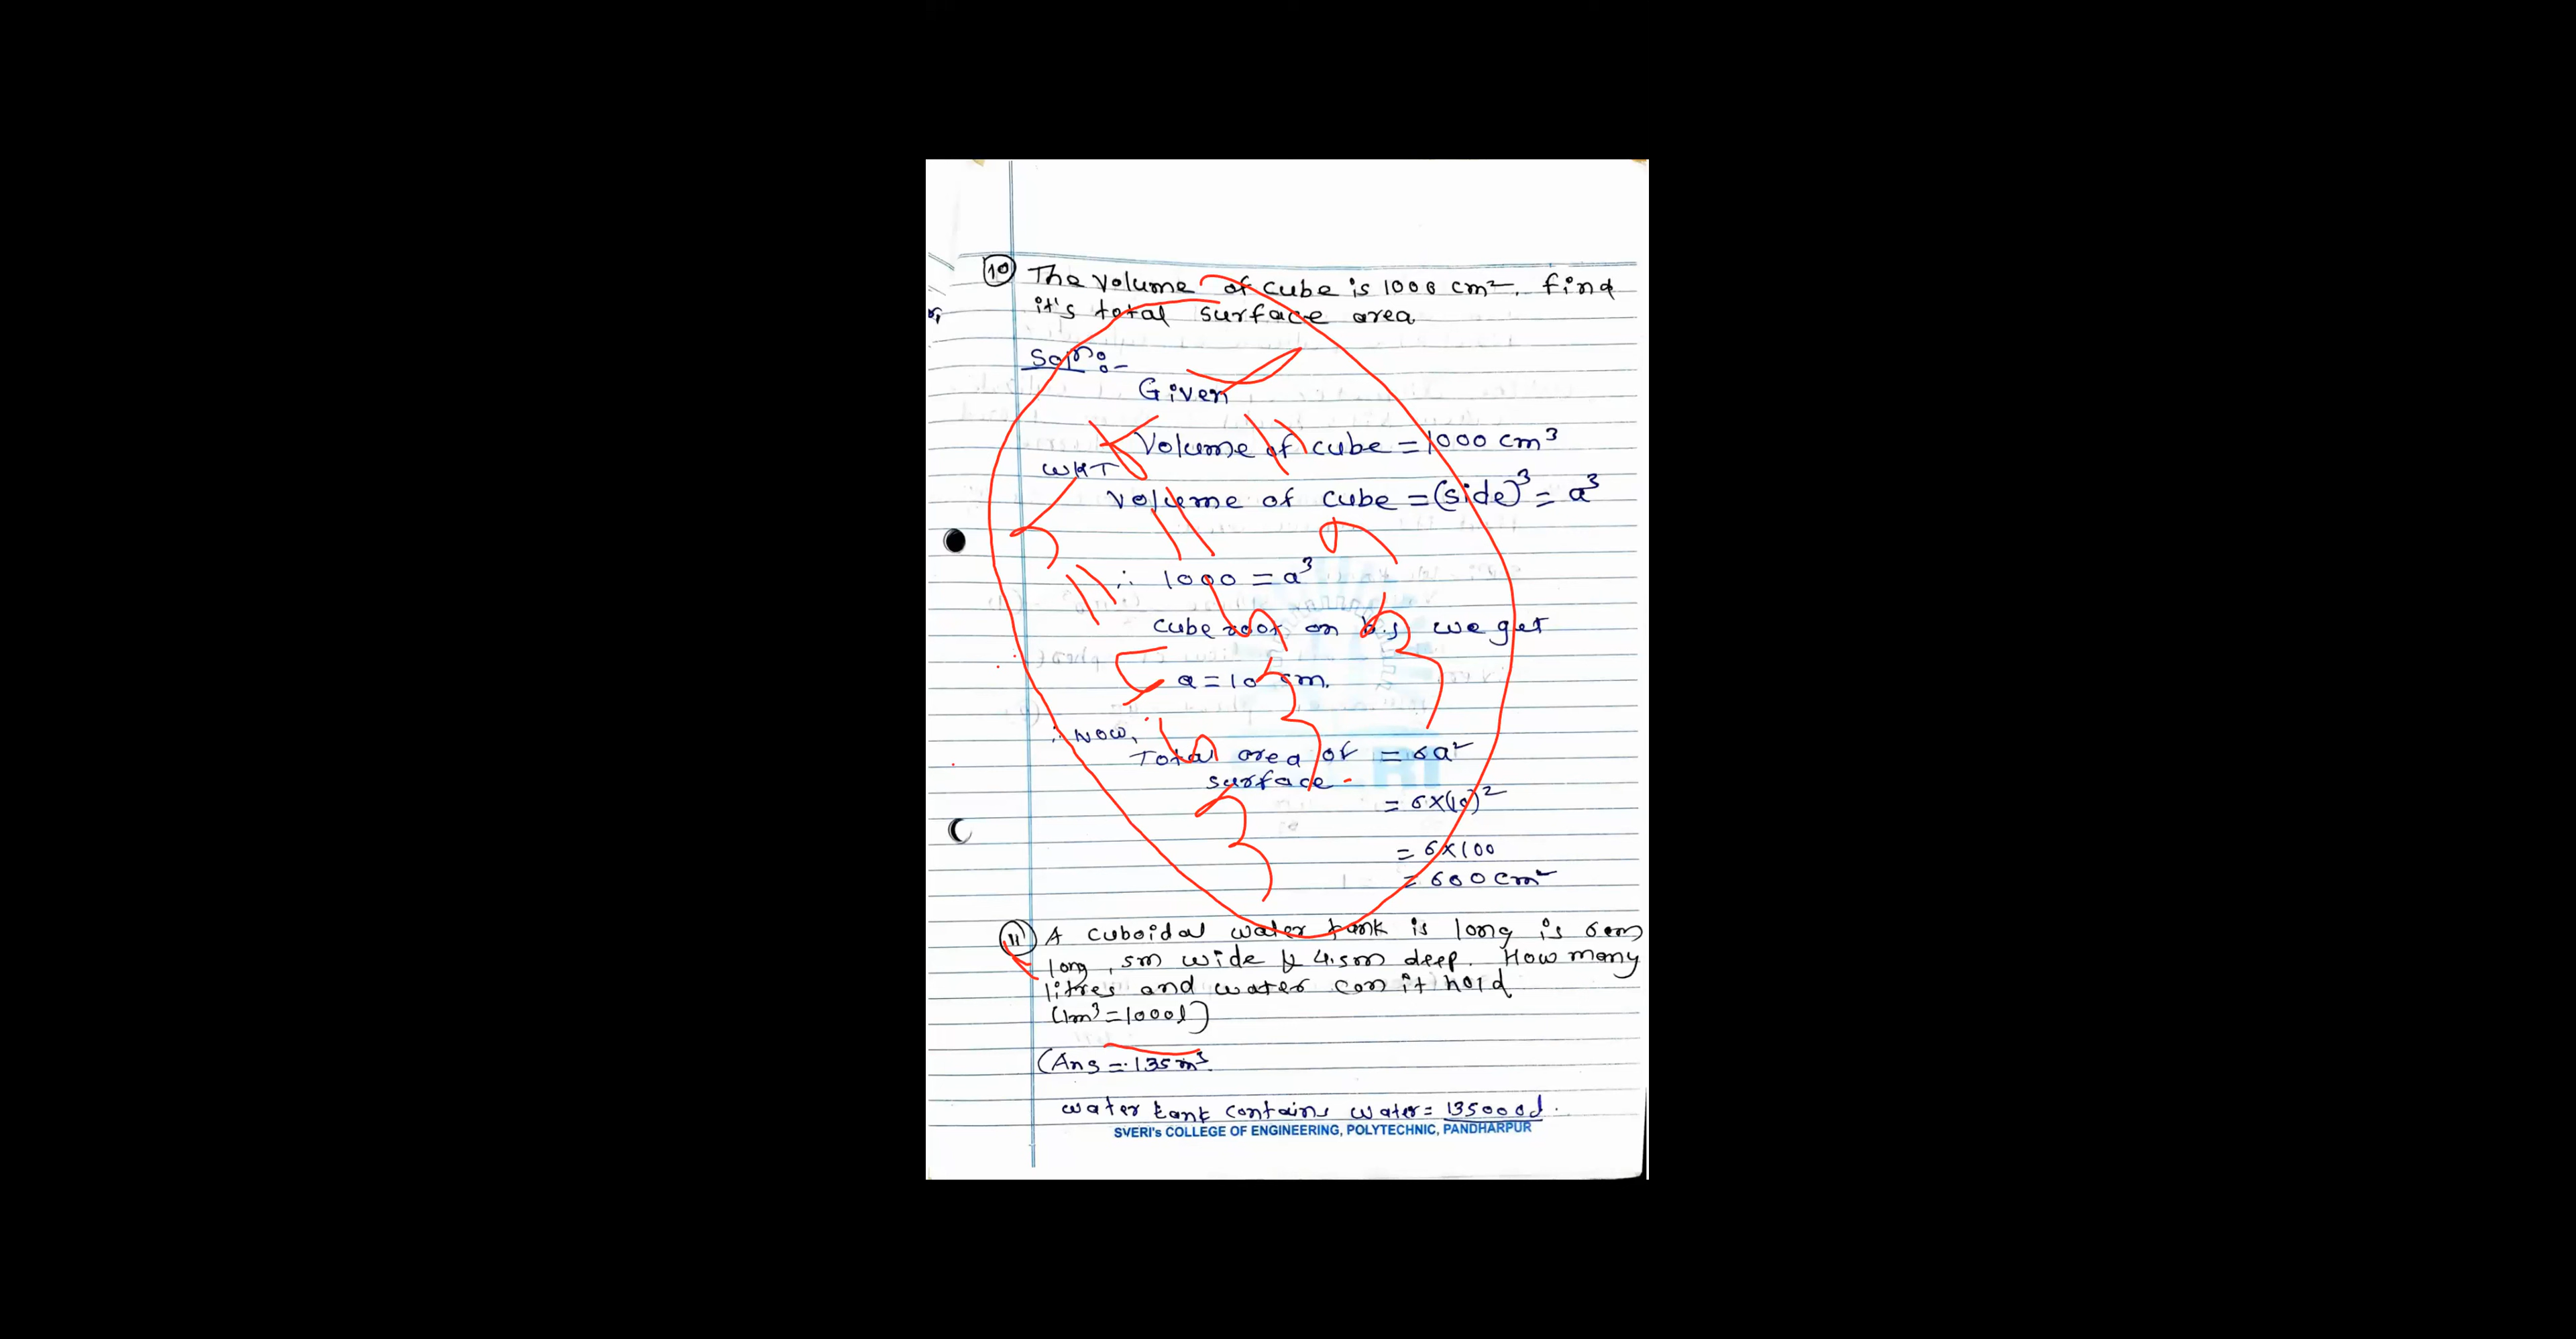 10 The volume of cube is 1000 cm², find
it's total surface area
Solⁿ :-
Given
Volume of cube = 1000 cm³
WKT
volume of cube = (side)³ = a³
∴ 1000 = a³
cube root on b.s we get
a = 10 cm.
∴ Now,
Total area of = 6a²
surface
= 6×(10)²
= 6×100
= 600 cm²
11 A cuboidal water tank is long is 6m
long, 5m wide & 4.5m deep. How many
litres and water can it hold
(1m³ = 1000l)
(Ans = 135m³
water tank contains water = 135000l.
SVERI's COLLEGE OF ENGINEERING, POLYTECHNIC, PANDHARPUR